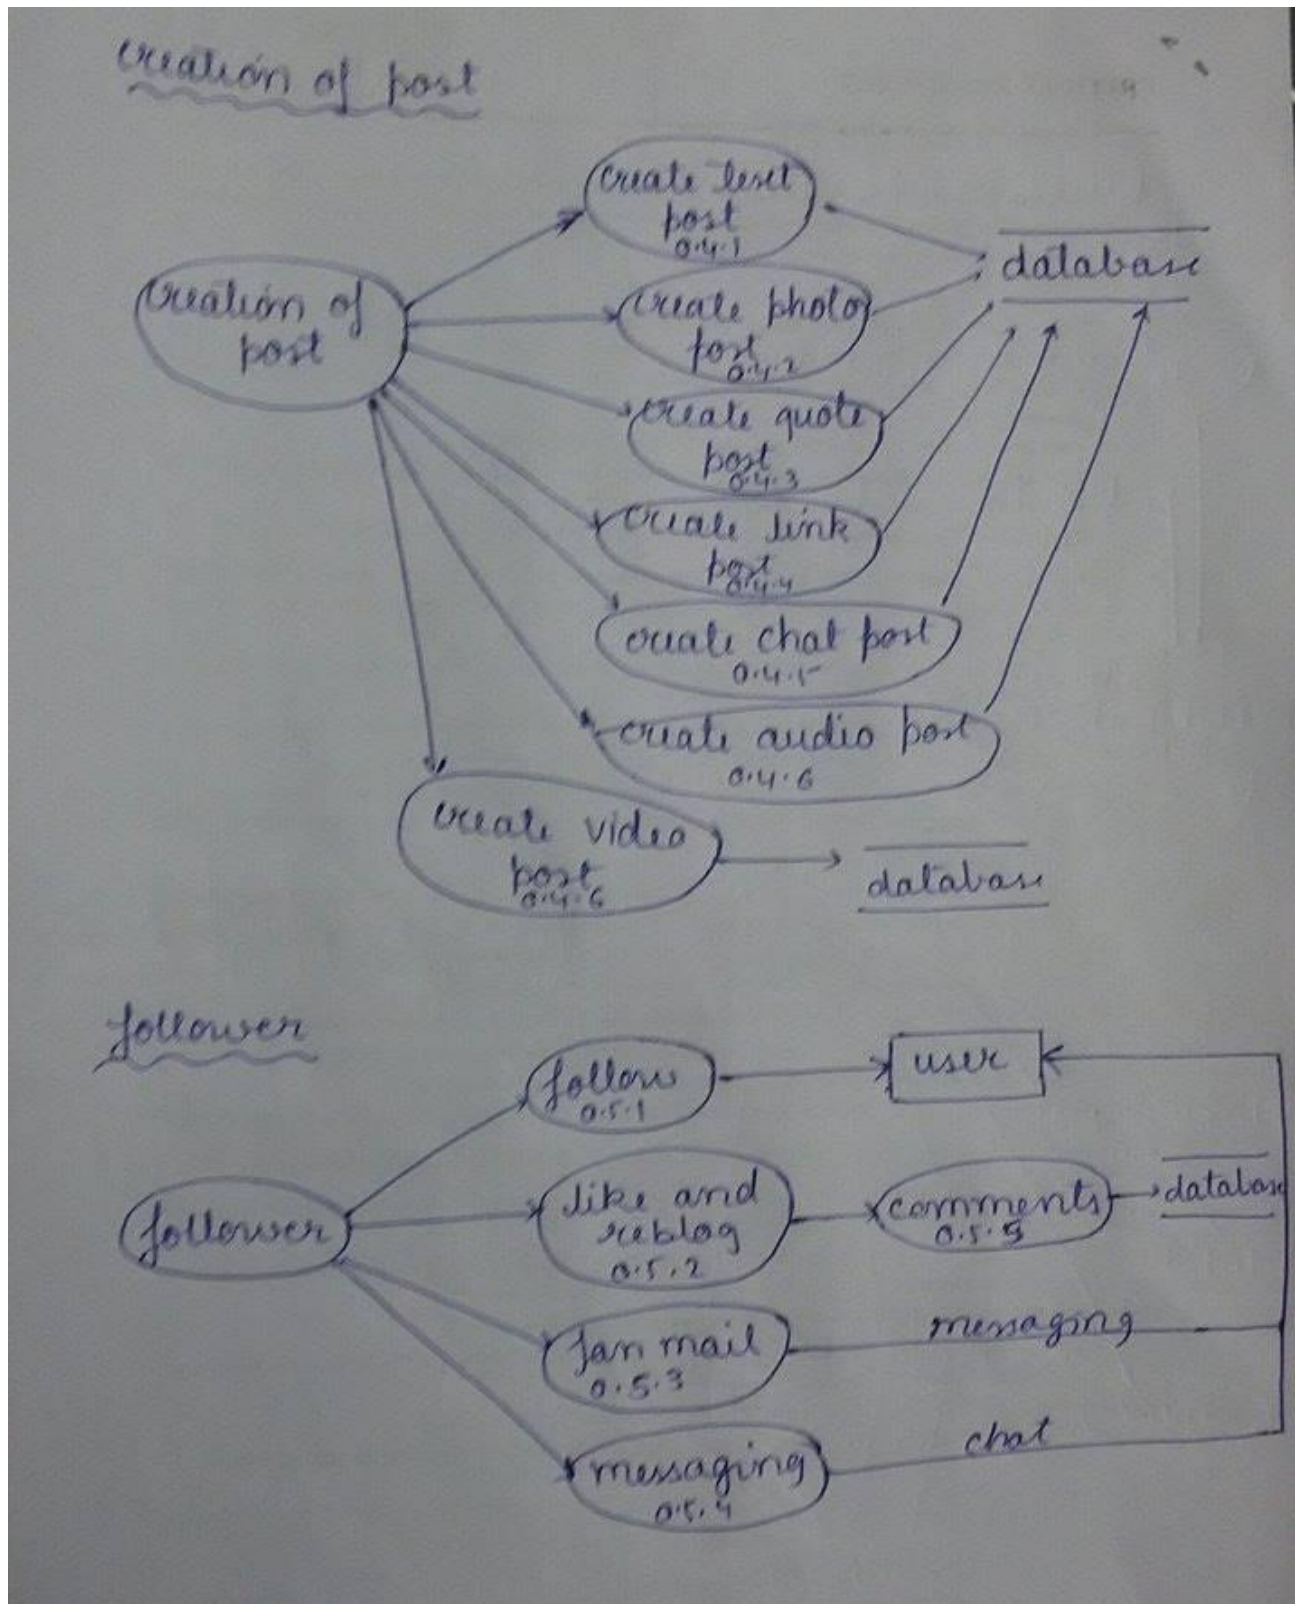 creation of post
create text
post
0.4.1
database
creation of
post
create photo
post
0.4.2
create quote
post
0.4.3
create link
post
0.4.4
create chat post
0.4.5
create audio post
0.4.6
create video
post
0.4.6
database
follower
follow
0.5.1
user
follower
like and
reblog
0.5.2
comments
0.5.5
database
fan mail
0.5.3
messaging
messaging
0.5.4
chat